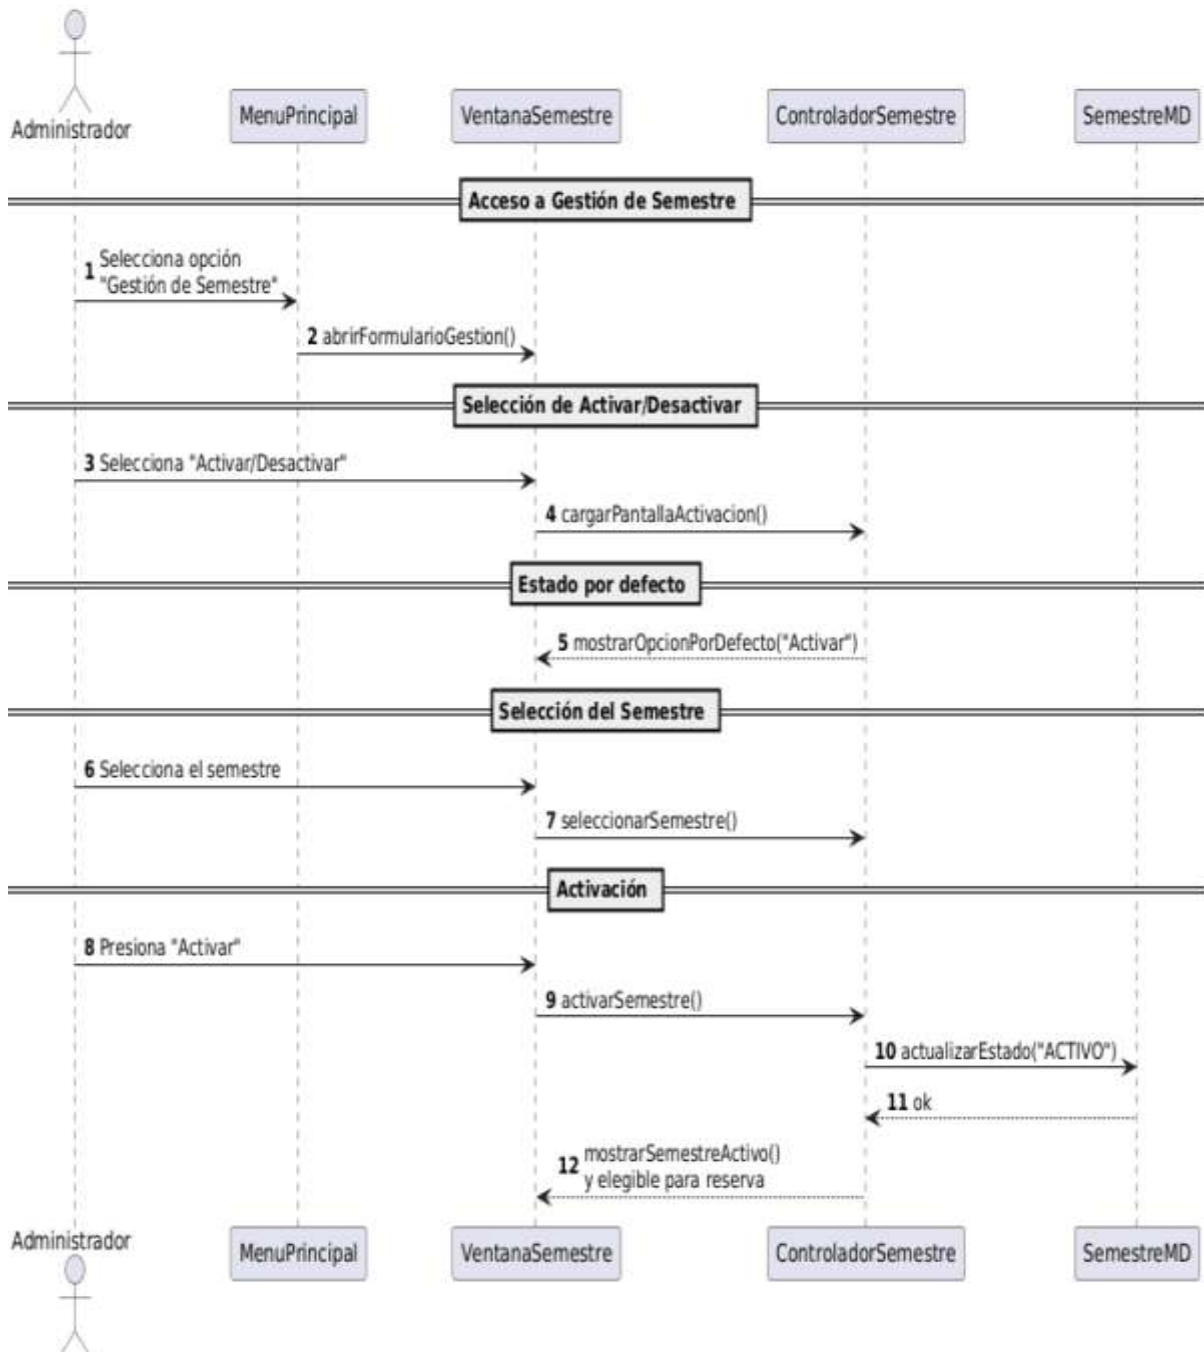 Administrador
MenuPrincipal
VentanaSemestre
ControladorSemestre
SemestreMD
Acceso a Gestión de Semestre
1 Selecciona opción
"Gestión de Semestre"
2 abrirFormularioGestion()
Selección de Activar/Desactivar
3 Selecciona "Activar/Desactivar"
4 cargarPantallaActivacion()
Estado por defecto
5 mostrarOpcionPorDefecto("Activar")
Selección del Semestre
6 Selecciona el semestre
7 seleccionarSemestre()
Activación
8 Presiona "Activar"
9 activarSemestre()
10 actualizarEstado("ACTIVO")
11 ok
12 mostrarSemestreActivo()
y elegible para reserva
Administrador
MenuPrincipal
VentanaSemestre
ControladorSemestre
SemestreMD